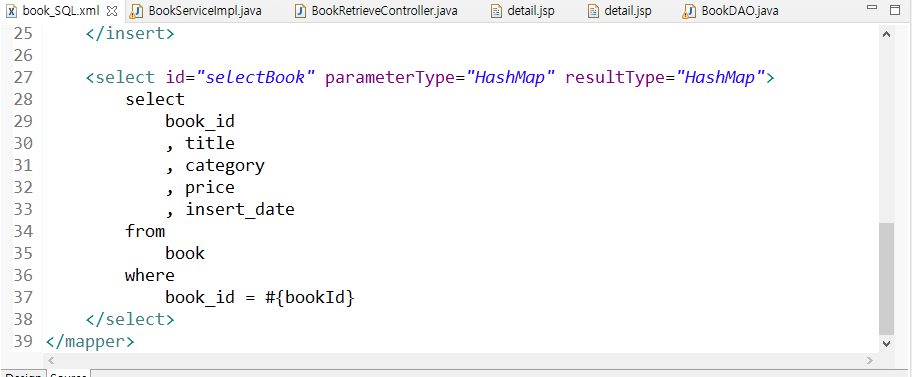 book_SQL.xml BookServiceImpl.java BookRetrieveController.java detail.jsp detail.jsp BookDAO.java
25 </insert>
26
27 <select id="selectBook" parameterType="HashMap" resultType="HashMap">
28 select
29 book_id
30 , title
31 , category
32 , price
33 , insert_date
34 from
35 book
36 where
37 book_id = #{bookId}
38 </select>
39 </mapper>
Design Source